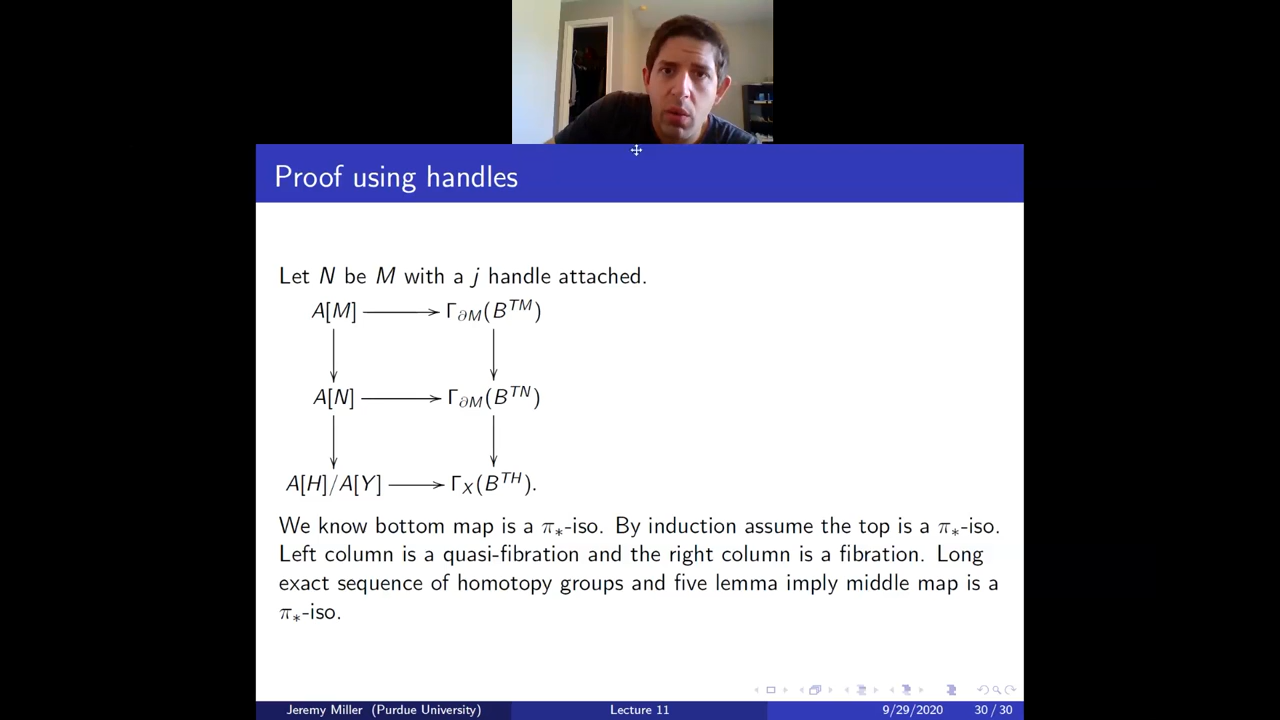 Proof using handles
Let N be M with a j handle attached.
A[M] ⟶ Γ_{∂M}(B^{TM})
A[N] ⟶ Γ_{∂M}(B^{TN})
A[H]/A[Y] ⟶ Γ_X(B^{TH}).
We know bottom map is a π_*-iso. By induction assume the top is a π_*-iso.
Left column is a quasi-fibration and the right column is a fibration. Long
exact sequence of homotopy groups and five lemma imply middle map is a
π_*-iso.
Jeremy Miller (Purdue University) Lecture 11 9/29/2020 30 / 30